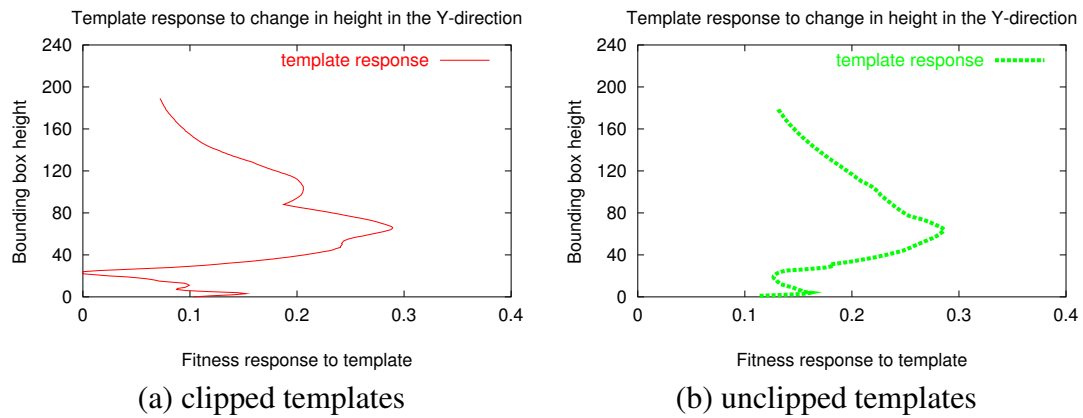 Template response to change in height in the Y-direction
240
200
160
120
80
40
0
Bounding box height
template response
0
0.1
0.2
0.3
0.4
Fitness response to template
(a) clipped templates
Template response to change in height in the Y-direction
240
200
160
120
80
40
0
Bounding box height
template response
0
0.1
0.2
0.3
0.4
Fitness response to template
(b) unclipped templates